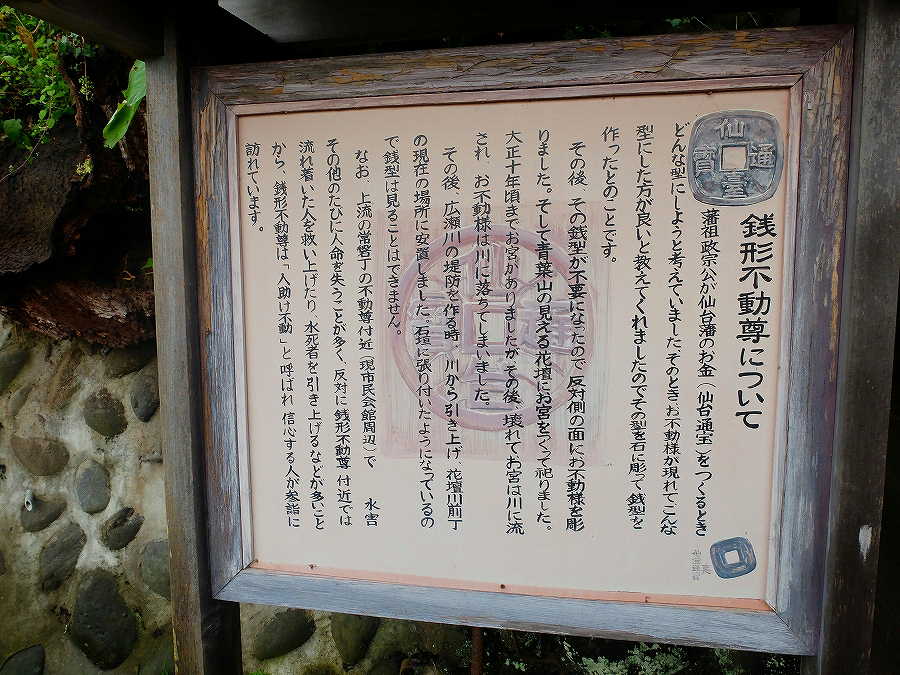 仙臺通寳
銭形不動尊について
藩祖政宗公が仙台藩のお金（仙台通宝）をつくるとき
どんな型にしようと考えていました。そのときお不動様が現れてこんな
型にした方が良いと教えてくれましたのでその型を石に彫って銭型を
作ったとのことです。
その後　その銭型が不要になったので　反対側の面にお不動様を彫
りました。そして青葉山の見える花壇にお宮をつくって祀りました。
大正十年頃までお宮がありましたが、その後、壊れてお宮は川に流
され、お不動様は川に落ちてしまいました。
その後、広瀬川の堤防を作る時、川から引き上げ　花壇川前丁
の現在の場所に安置しました。石垣に張り付いたようになっているの
で銭型は見ることはできません。
なお　上流の常磐丁の不動尊付近（現市民会館周辺）で　水害
その他のたびに人命を失うことが多く、反対に銭形不動尊 付近では
流れ着いた人を救い上げたり、水死者を引き上げるなどが多いこと
から、銭形不動尊は「人助け不動」と呼ばれ 信心する人が参詣に
訪れています。